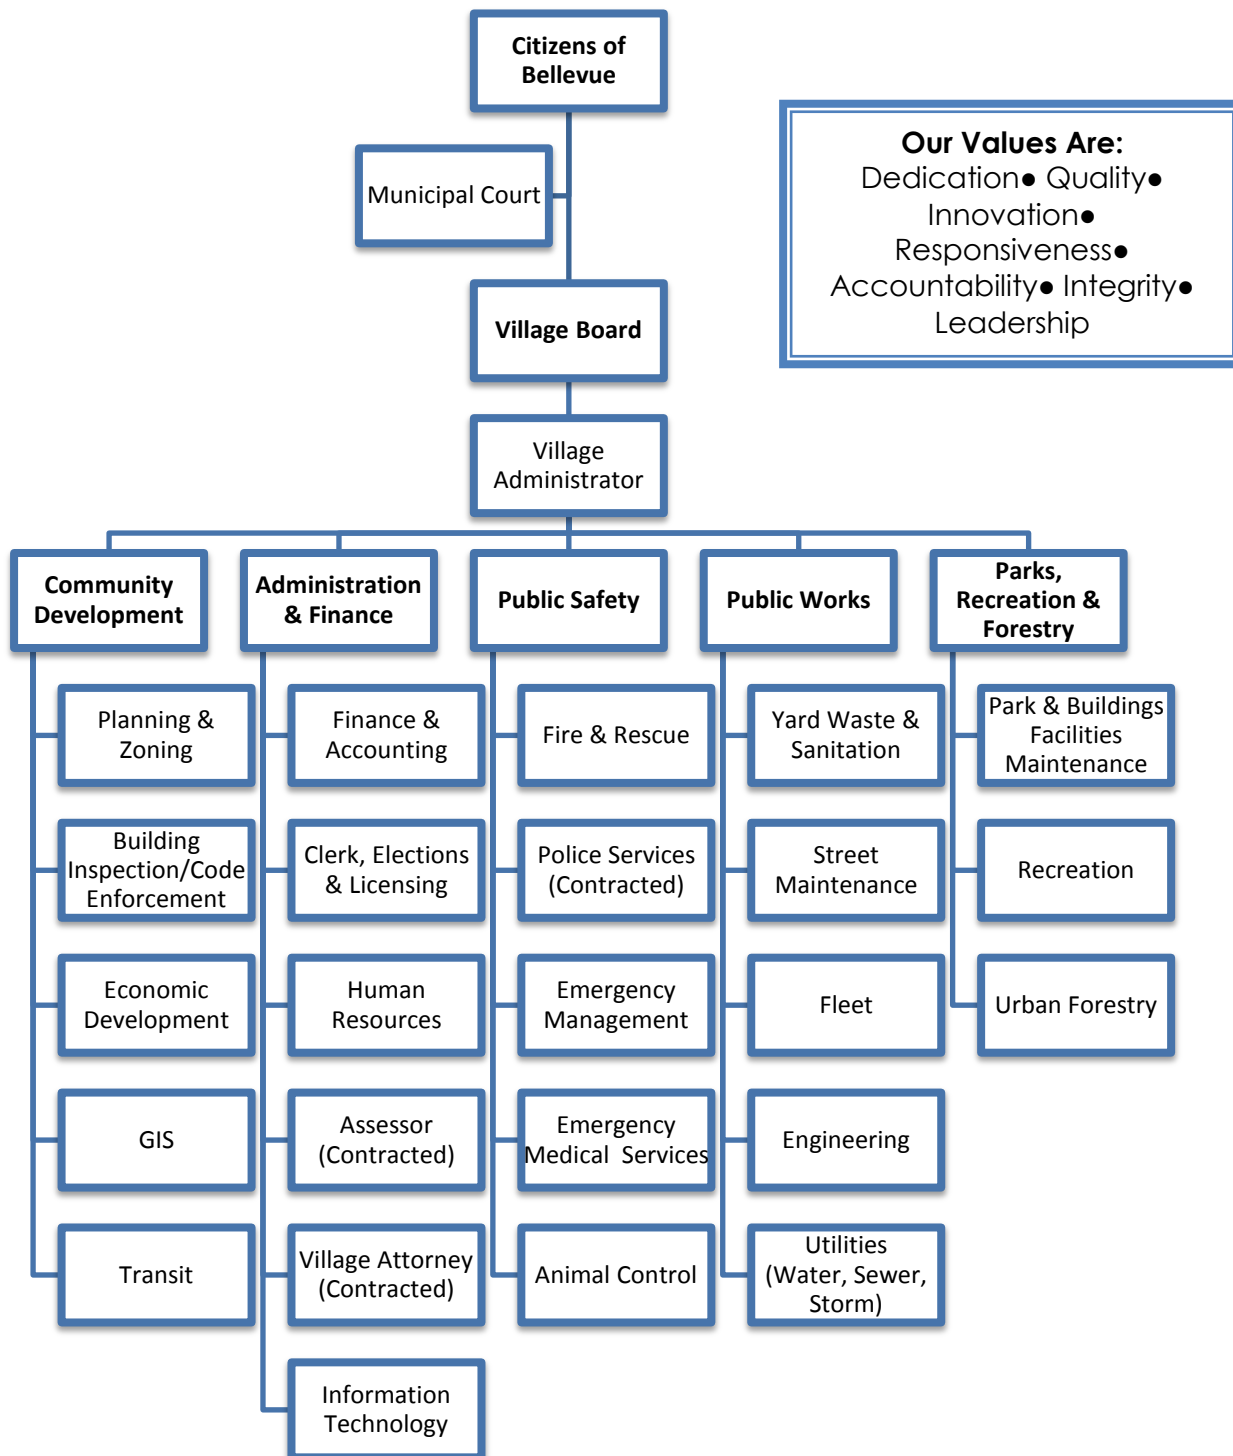 Citizens of
Bellevue
Our Values Are:
Dedication● Quality●
Innovation●
Responsiveness●
Accountability● Integrity●
Leadership
Municipal Court
Village Board
Village
Administrator
Community
Development
Administration
& Finance
Public Safety
Public Works
Parks,
Recreation &
Forestry
Planning &
Zoning
Finance &
Accounting
Fire & Rescue
Yard Waste &
Sanitation
Park & Buildings
Facilities
Maintenance
Building
Inspection/Code
Enforcement
Clerk, Elections
& Licensing
Police Services
(Contracted)
Street
Maintenance
Recreation
Economic
Development
Human
Resources
Emergency
Management
Fleet
Urban Forestry
GIS
Assessor
(Contracted)
Emergency
Medical  Services
Engineering
Transit
Village Attorney
(Contracted)
Animal Control
Utilities
(Water, Sewer,
Storm)
Information
Technology